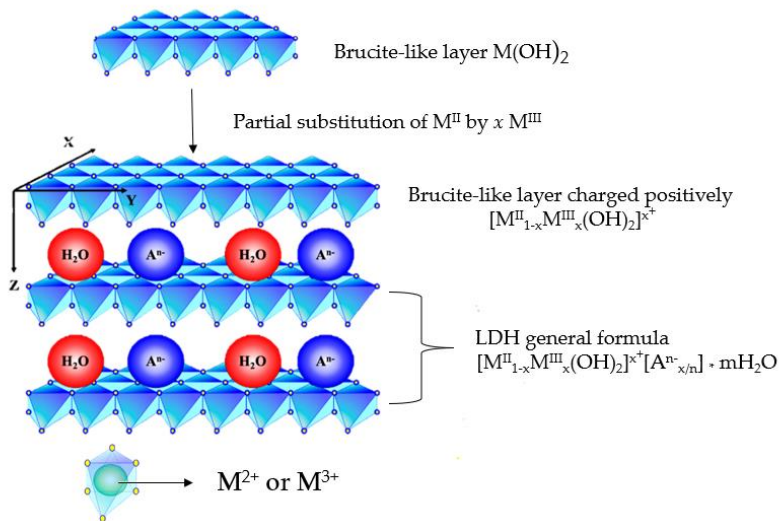 Brucite-like layer M(OH)₂
Partial substitution of Mᴵᴵ by x Mᴵᴵᴵ
X
Y
Z
Brucite-like layer charged positively
[Mᴵᴵ₁₋ₓMᴵᴵᴵₓ(OH)₂]ˣ⁺
H₂O Aⁿ⁻ H₂O Aⁿ⁻
LDH general formula
[Mᴵᴵ₁₋ₓMᴵᴵᴵₓ(OH)₂]ˣ⁺[Aⁿ⁻ₓ/ₙ] · mH₂O
H₂O Aⁿ⁻ H₂O Aⁿ⁻
M²⁺ or M³⁺